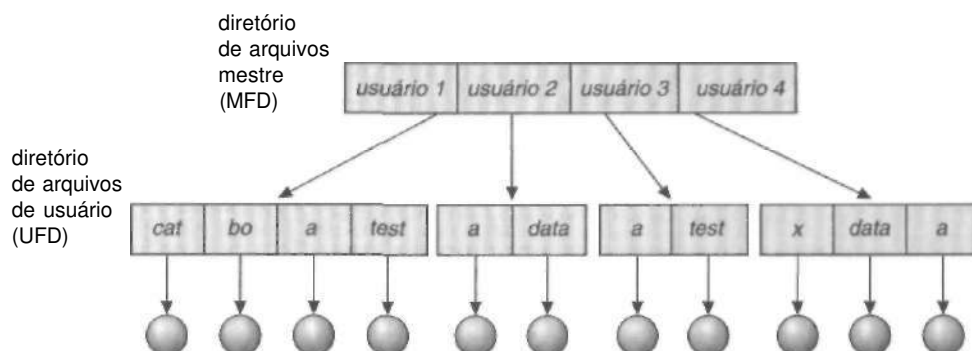 diretório
de arquivos
mestre
(MFD)
usuário 1 usuário 2 usuário 3 usuário 4
diretório
de arquivos
de usuário
(UFD)
cat bo a test a data a test x data a